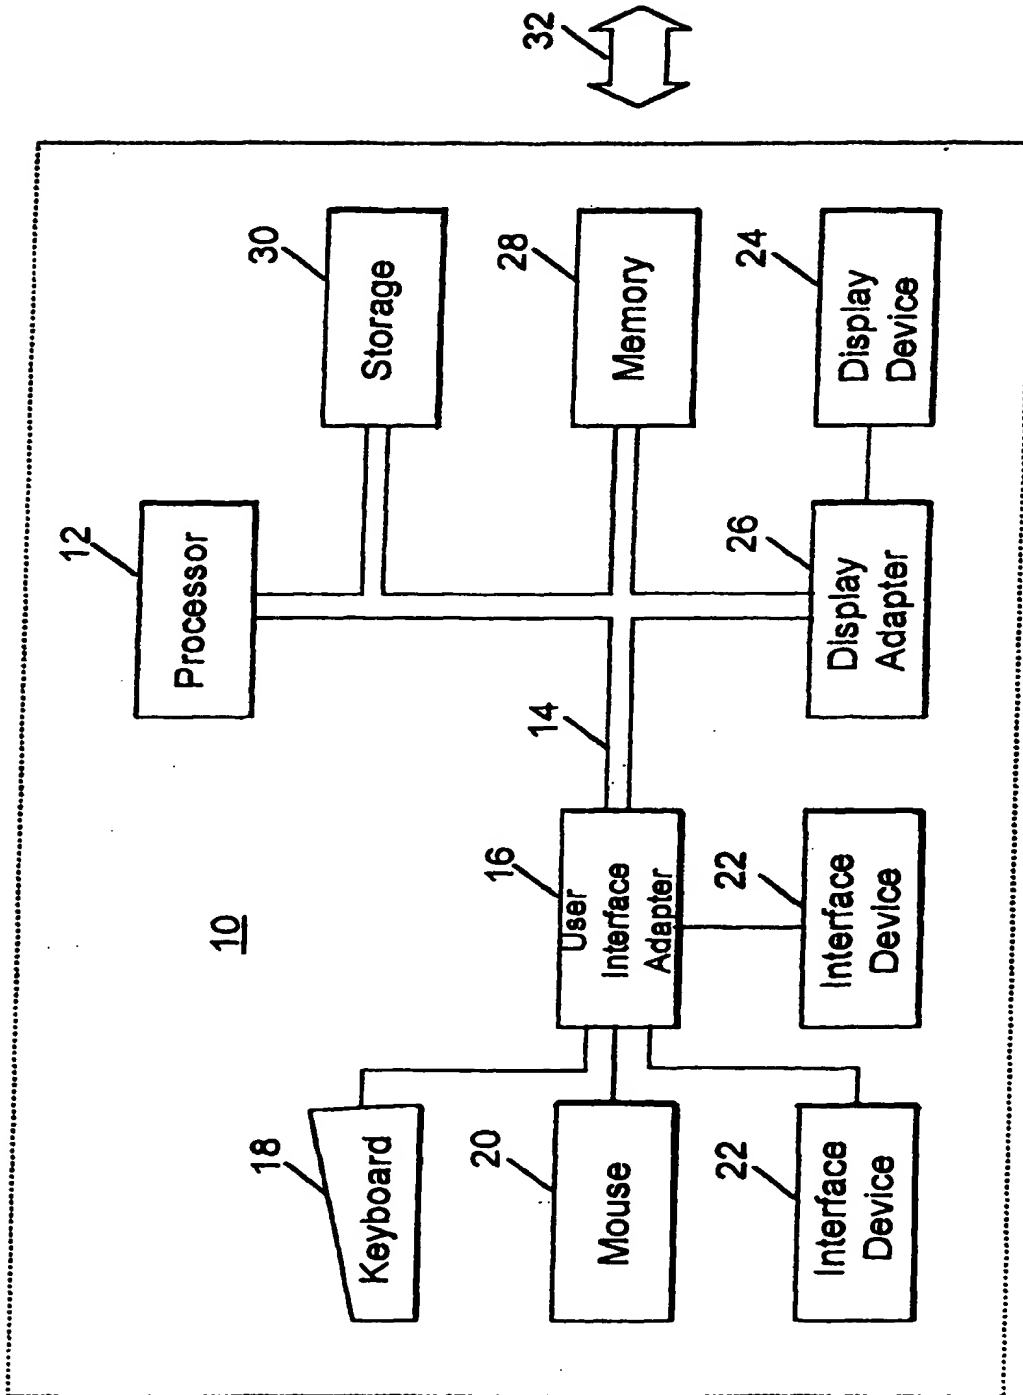 32
12
Processor
30
Storage
28
Memory
10
14
18
Keyboard
16
User
Interface
Adapter
20
Mouse
26
Display
Adapter
24
Display
Device
22
Interface
Device
22
Interface
Device